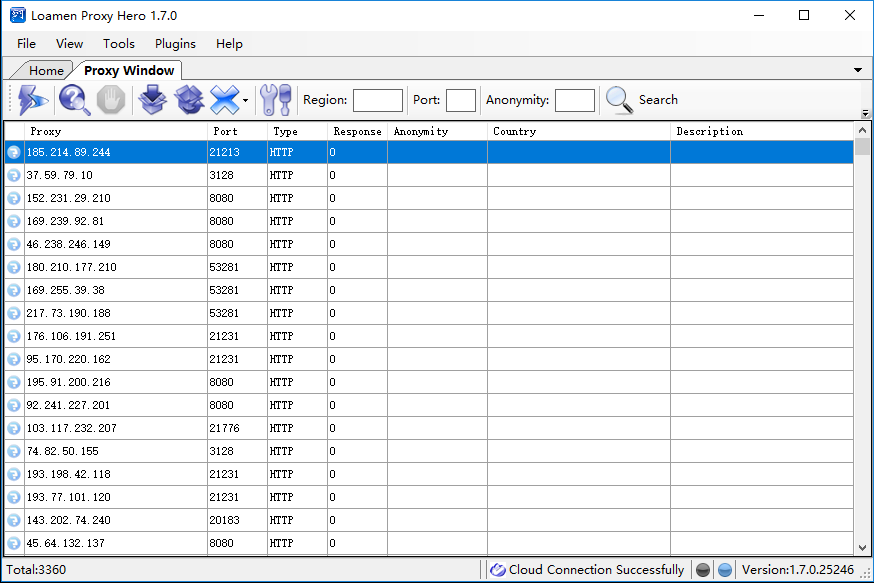 Loamen Proxy Hero 1.7.0
File View Tools Plugins Help
Home Proxy Window
Region: Port: Anonymity: Search
Proxy Port Type Response Anonymity Country Description
185.214.89.244 21213 HTTP 0
37.59.79.10 3128 HTTP 0
152.231.29.210 8080 HTTP 0
169.239.92.81 8080 HTTP 0
46.238.246.149 8080 HTTP 0
180.210.177.210 53281 HTTP 0
169.255.39.38 53281 HTTP 0
217.73.190.188 53281 HTTP 0
176.106.191.251 21231 HTTP 0
95.170.220.162 21231 HTTP 0
195.91.200.216 8080 HTTP 0
92.241.227.201 8080 HTTP 0
103.117.232.207 21776 HTTP 0
74.82.50.155 3128 HTTP 0
193.198.42.118 21231 HTTP 0
193.77.101.120 21231 HTTP 0
143.202.74.240 20183 HTTP 0
45.64.132.137 8080 HTTP 0
Total:3360 Cloud Connection Successfully Version:1.7.0.25246